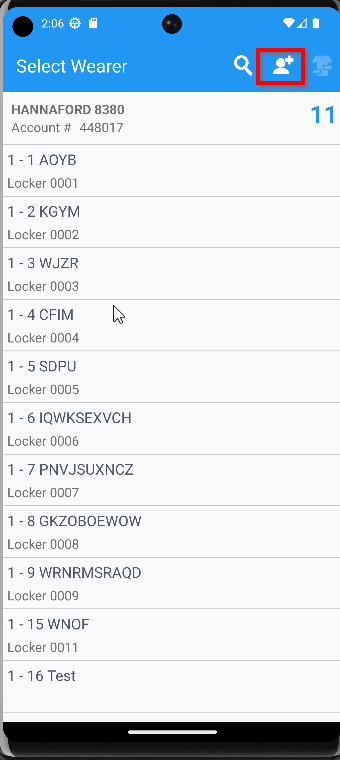 2:06
Select Wearer
HANNAFORD 8380
Account # 448017
11
1 - 1 AOYB
Locker 0001
1 - 2 KGYM
Locker 0002
1 - 3 WJZR
Locker 0003
1 - 4 CFIM
Locker 0004
1 - 5 SDPU
Locker 0005
1 - 6 IQWKSEXVCH
Locker 0006
1 - 7 PNVJSUXNCZ
Locker 0007
1 - 8 GKZOBOEWOW
Locker 0008
1 - 9 WRNRMSRAQD
Locker 0009
1 - 15 WNOF
Locker 0011
1 - 16 Test